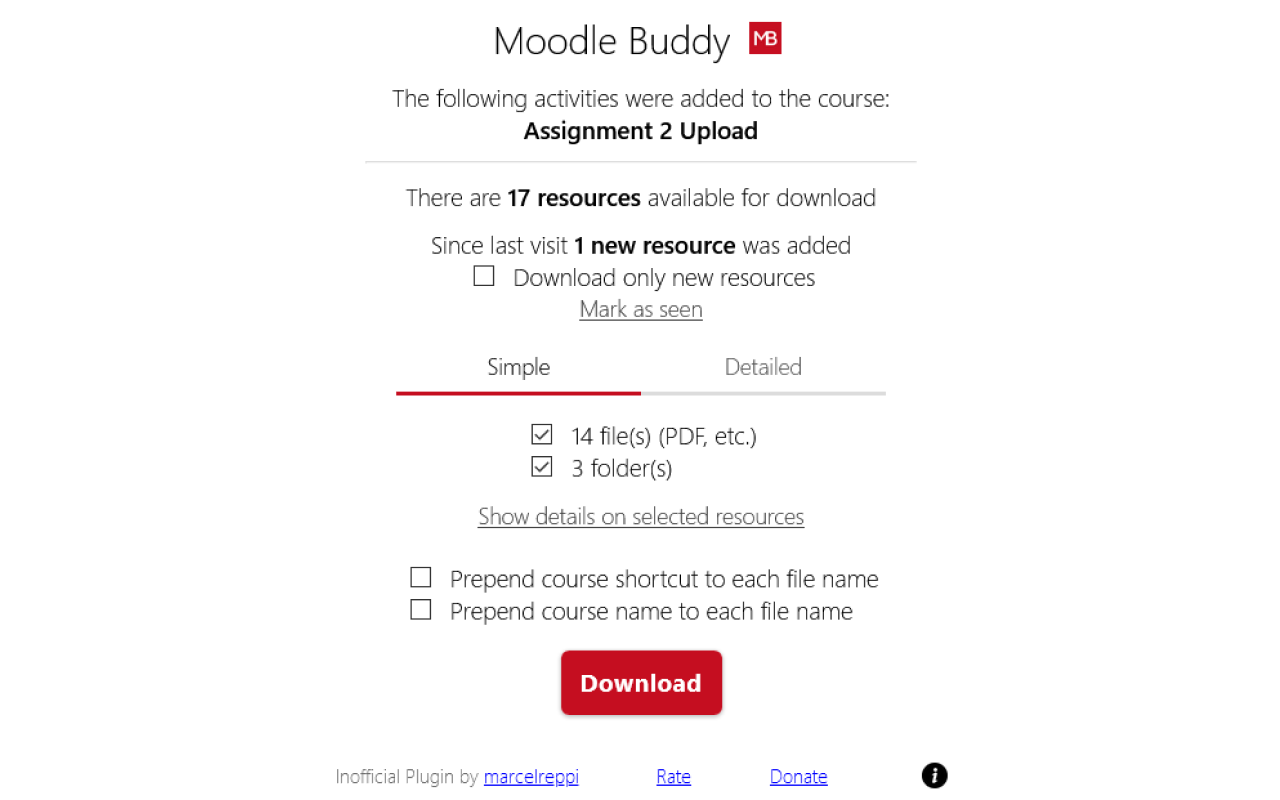 Moodle Buddy MB
The following activities were added to the course:
Assignment 2 Upload
There are 17 resources available for download
Since last visit 1 new resource was added
Download only new resources
Mark as seen
Simple Detailed
14 file(s) (PDF, etc.)
3 folder(s)
Show details on selected resources
Prepend course shortcut to each file name
Prepend course name to each file name
Download
Inofficial Plugin by marcelreppi Rate Donate i